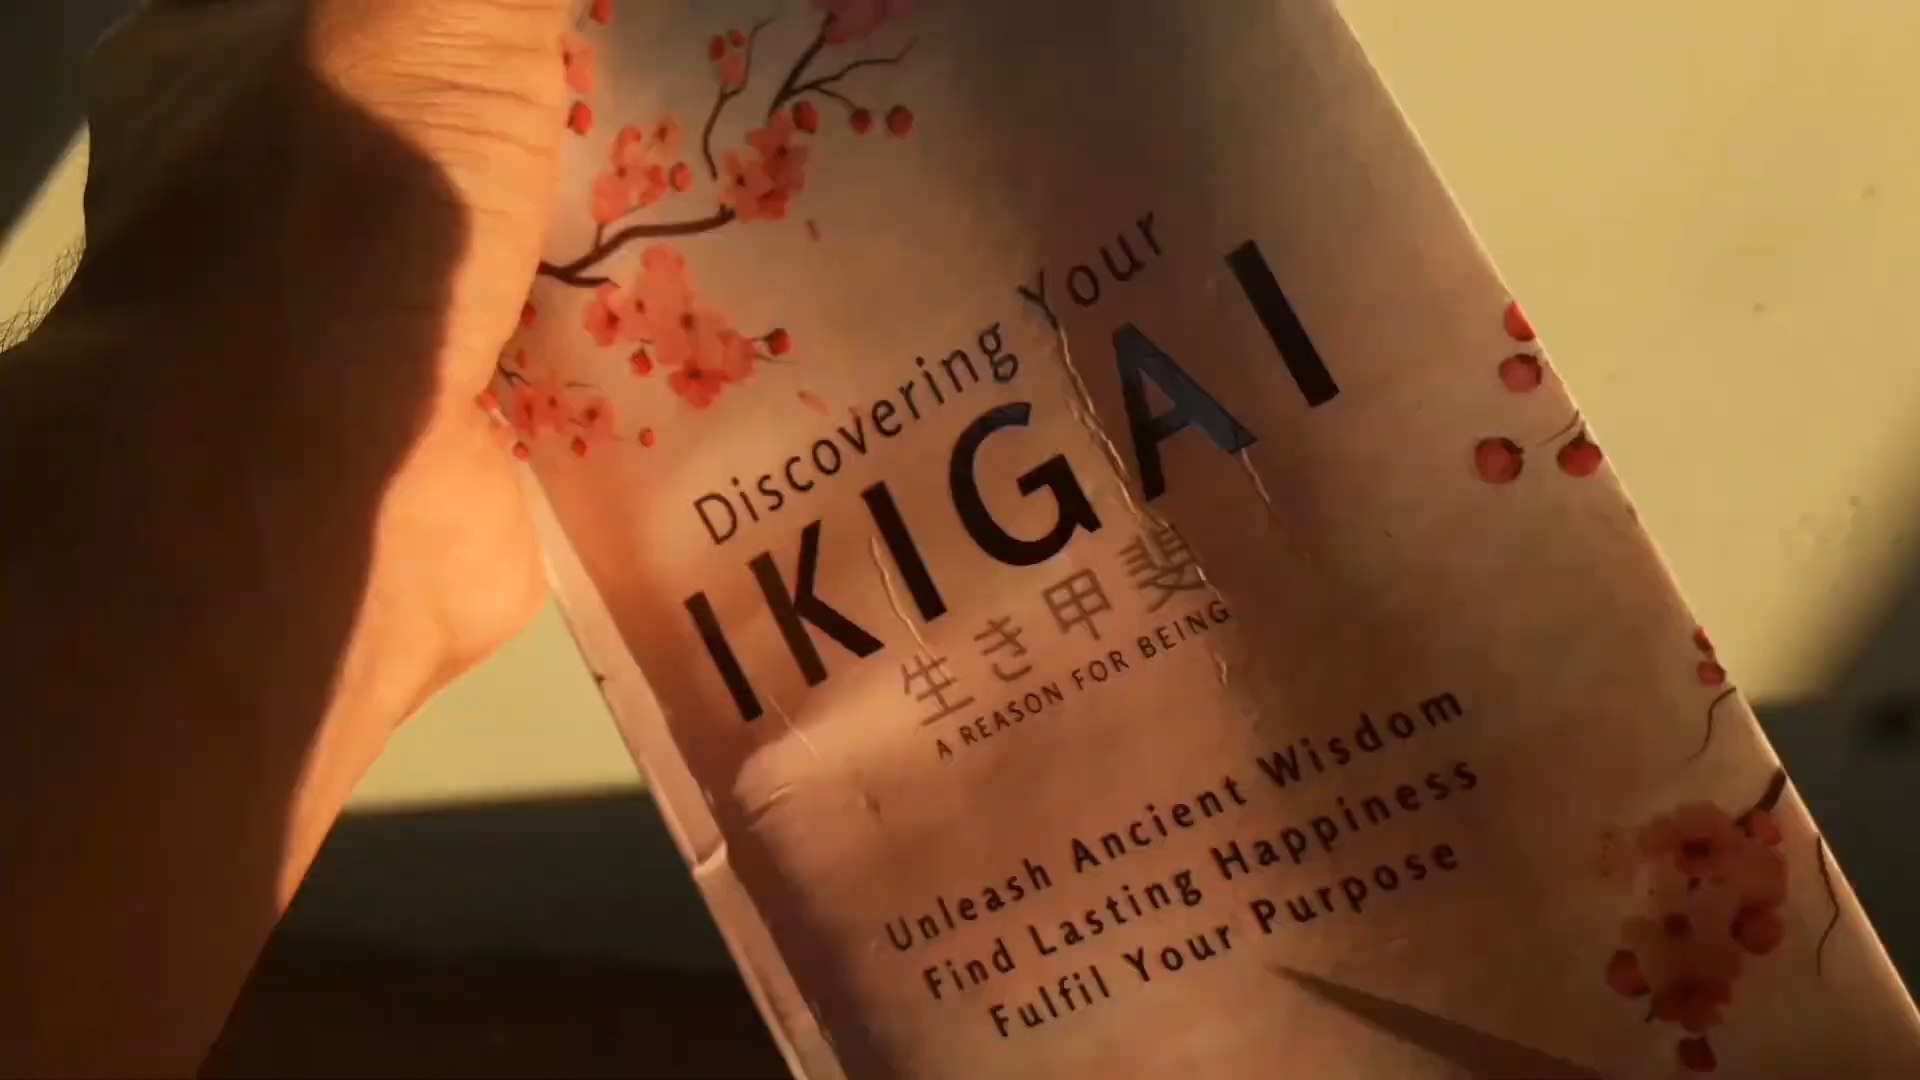 Discovering Your
IKIGAI
生き甲斐
A REASON FOR BEING
Unleash Ancient Wisdom
Find Lasting Happiness
Fulfil Your Purpose